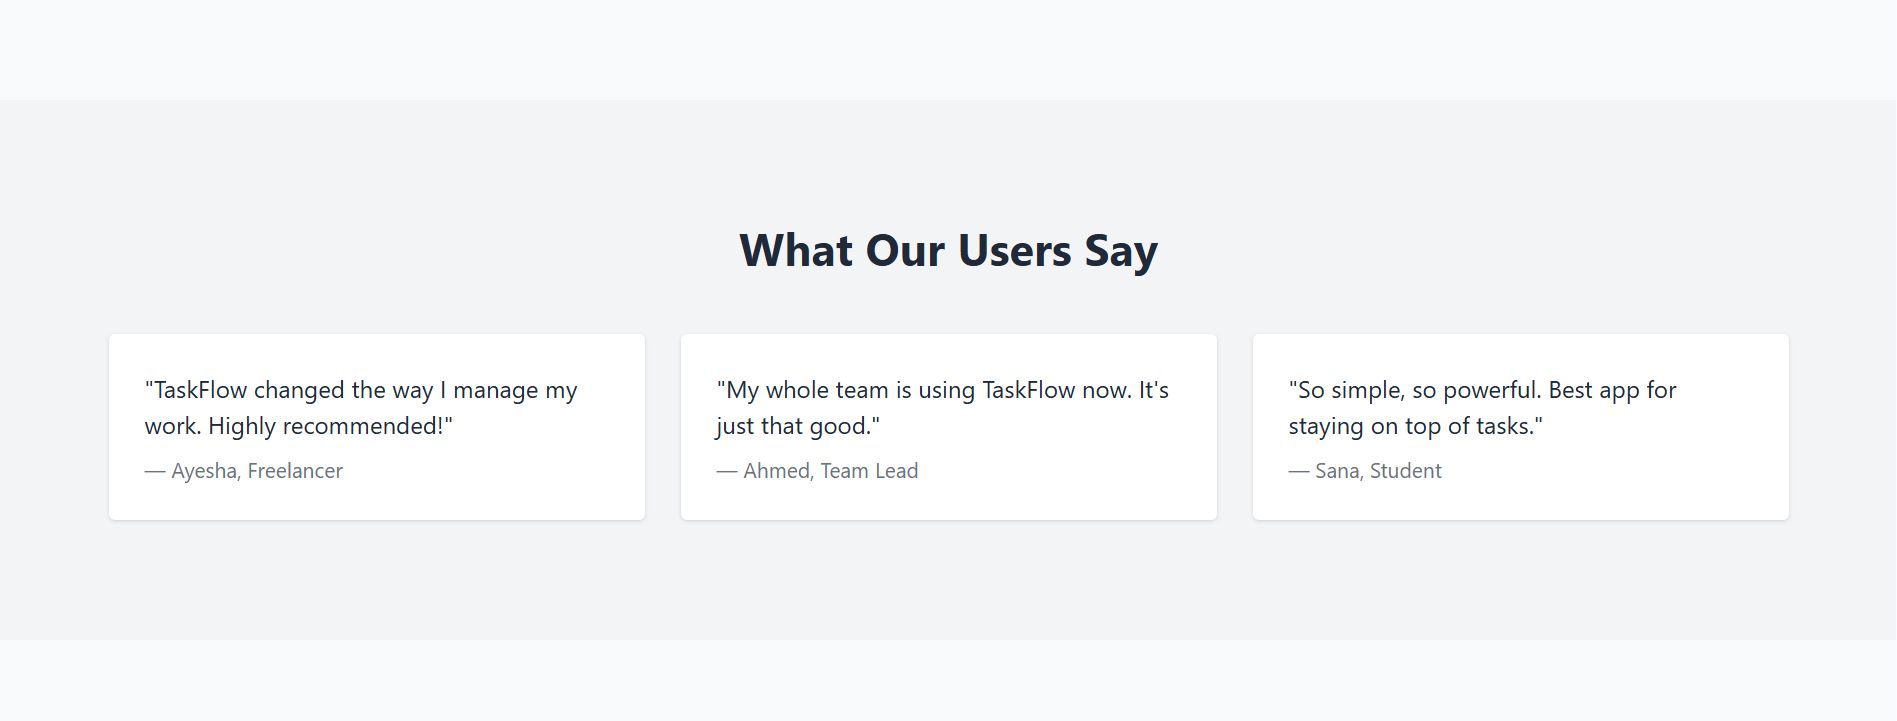 What Our Users Say
"TaskFlow changed the way I manage my
work. Highly recommended!"
— Ayesha, Freelancer
"My whole team is using TaskFlow now. It's
just that good."
— Ahmed, Team Lead
"So simple, so powerful. Best app for
staying on top of tasks."
— Sana, Student